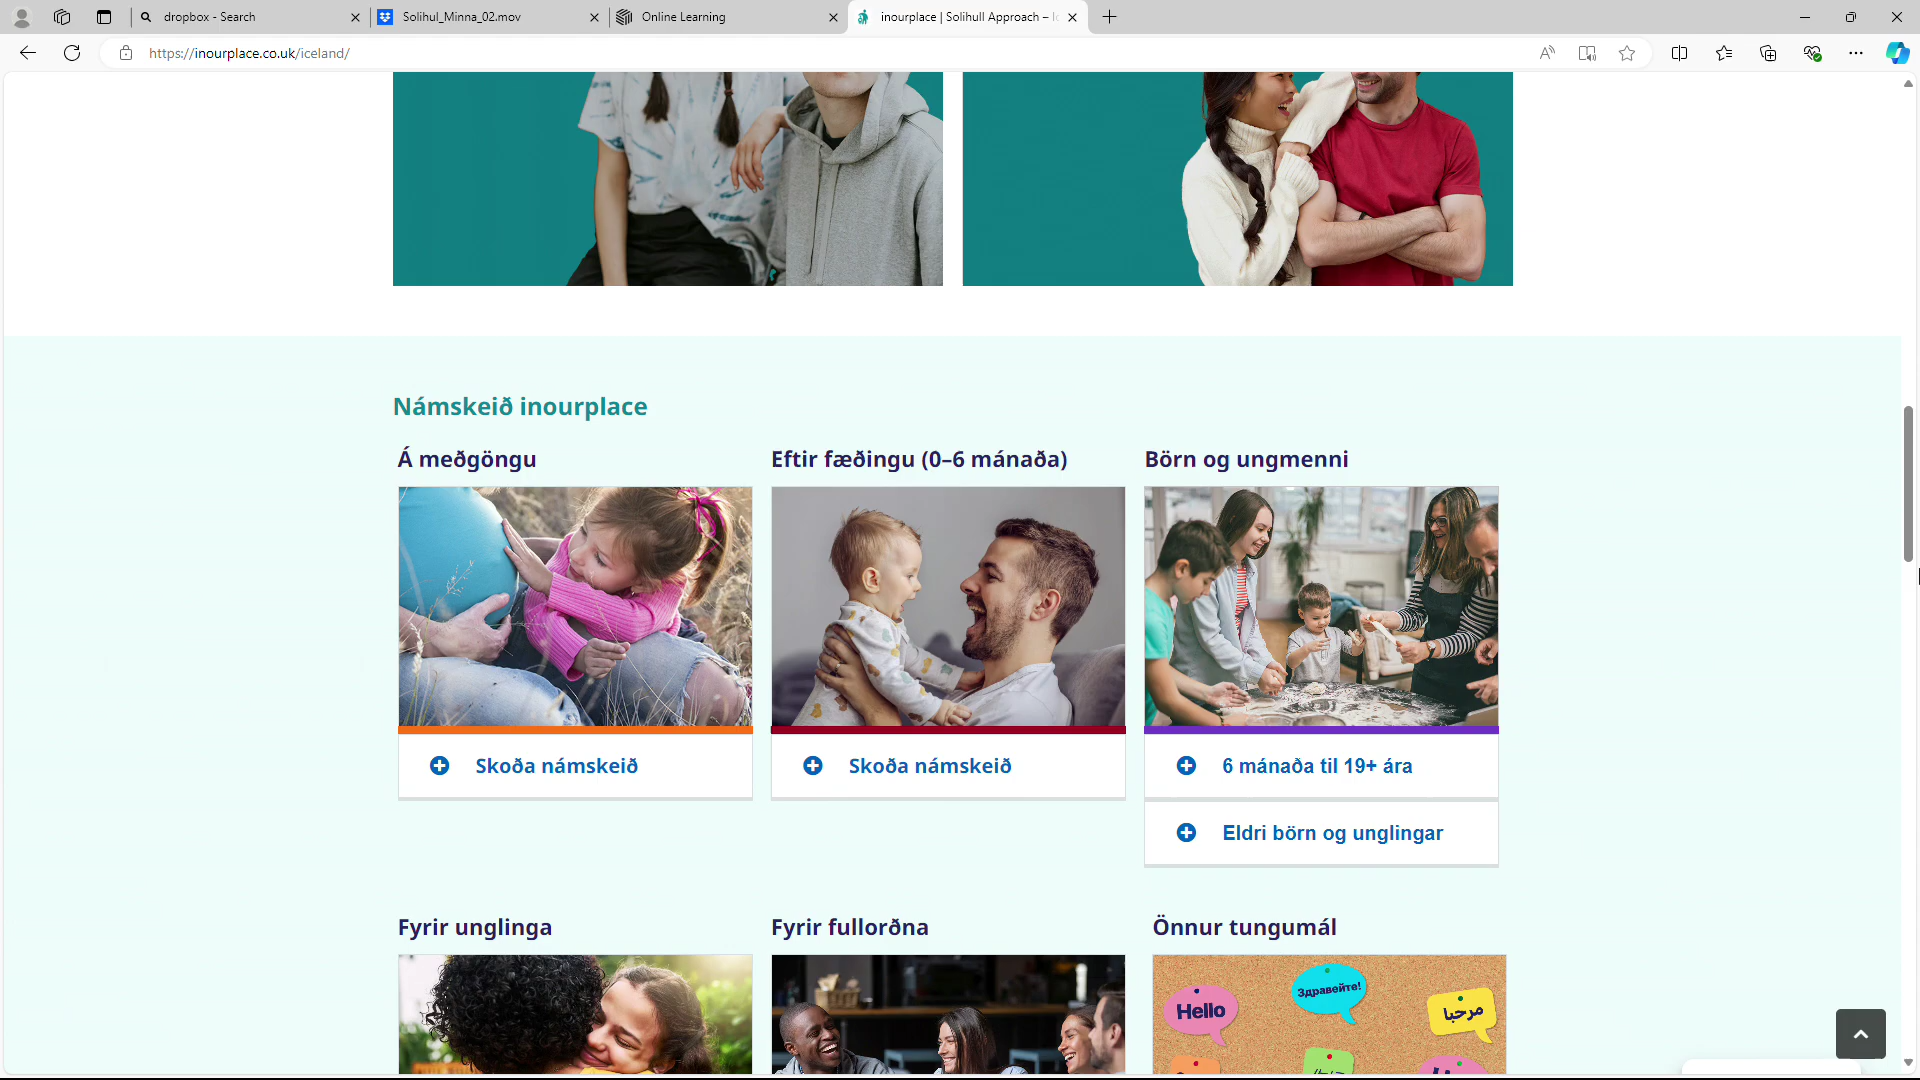 dropbox - Search
Solihul_Minna_02.mov
Online Learning
inourplace | Solihull Approach –
https://inourplace.co.uk/iceland/
Námskeið inourplace
Á meðgöngu
Eftir fæðingu (0–6 mánaða)
Börn og ungmenni
Skoða námskeið
Skoða námskeið
6 mánaða til 19+ ára
Eldri börn og unglingar
Fyrir unglinga
Fyrir fullorðna
Önnur tungumál
Hello
Здравейте!
مرحبا